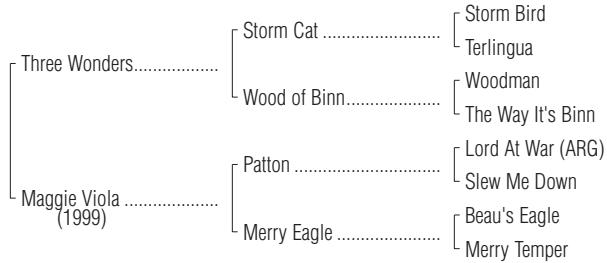 Storm Bird
Storm Cat ........................
Terlingua
Three Wonders.................
Woodman
Wood of Binn...................
The Way It's Binn
Lord At War (ARG)
Patton .............................
Slew Me Down
Maggie Viola ...................
(1999)
Beau's Eagle
Merry Eagle .....................
Merry Temper